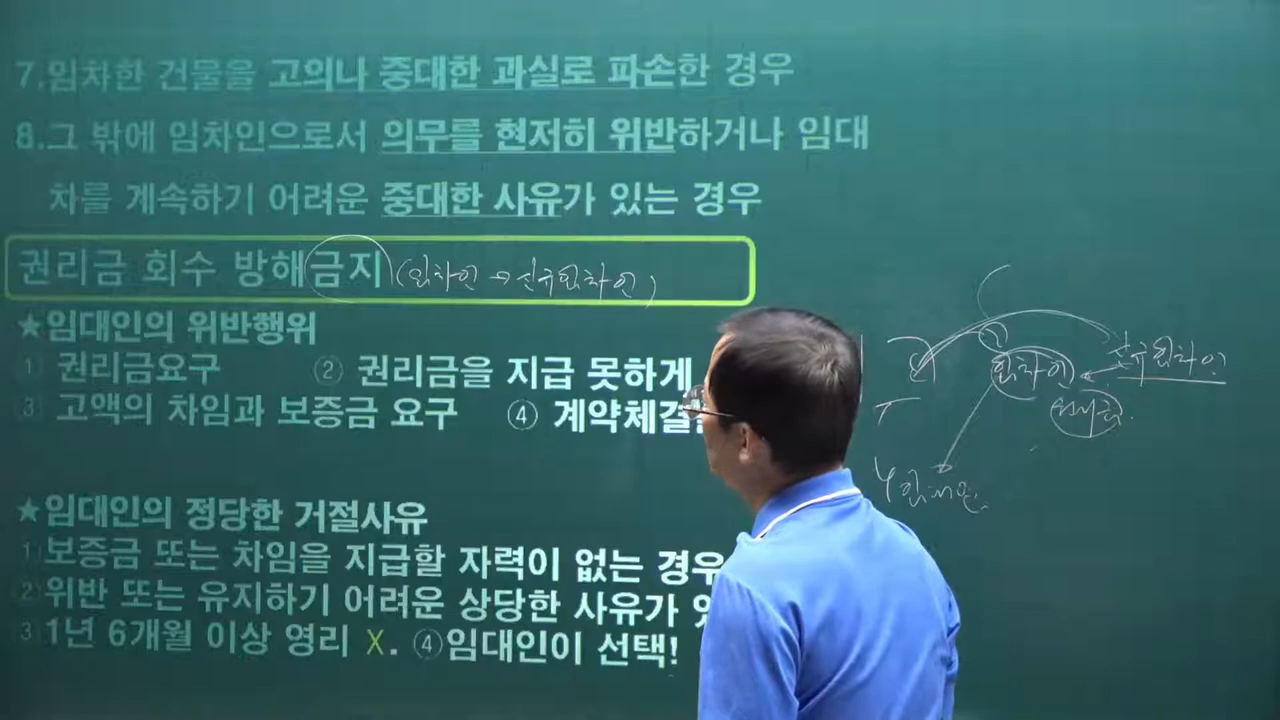 7.임차한 건물을 고의나 중대한 과실로 파손한 경우
8.그 밖에 임차인으로서 의무를 현저히 위반하거나 임대
차를 계속하기 어려운 중대한 사유가 있는 경우
권리금 회수 방해금지 (임차인 → 신규임차인)
★임대인의 위반행위
① 권리금요구 ② 권리금을 지급 못하게
③ 고액의 차임과 보증금 요구 ④ 계약체결
★임대인의 정당한 거절사유
① 보증금 또는 차임을 지급할 자력이 없는 경우
② 위반 또는 유지하기 어려운 상당한 사유가
③ 1년 6개월 이상 영리 X. ④임대인이 선택!
임차인
신규임차인
임대인